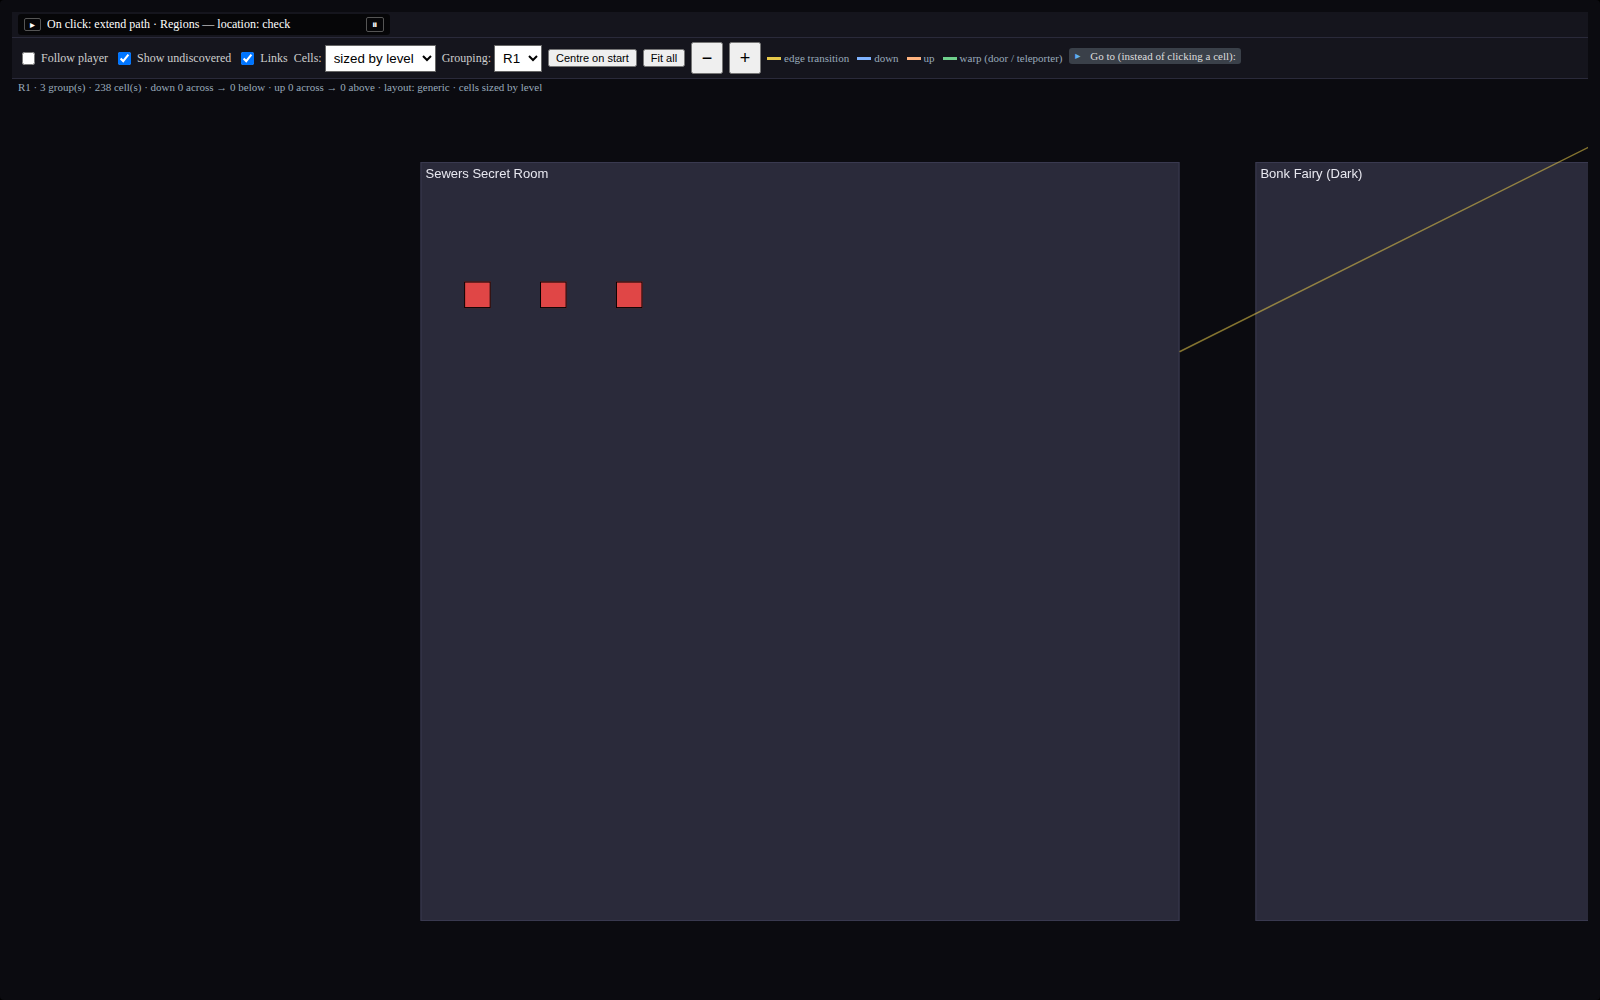 On click: extend path · Regions — location: check
Follow player Show undiscovered Links Cells: sized by level Grouping: R1 Centre on start Fit all − + edge transition down up warp (door / teleporter) Go to (instead of clicking a cell):
R1 · 3 group(s) · 238 cell(s) · down 0 across → 0 below · up 0 across → 0 above · layout: generic · cells sized by level
Sewers Secret Room
Bonk Fairy (Dark)